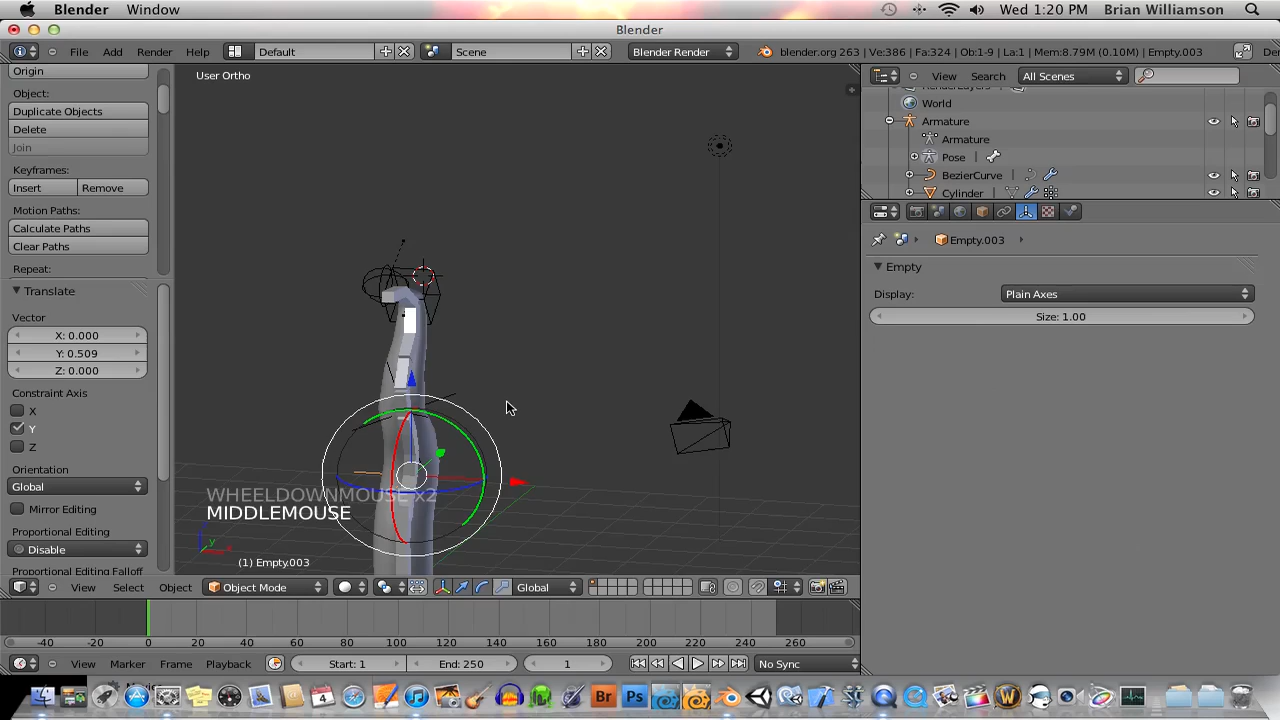 Blender Window Wed 1:20 PM Brian Williamson
Blender
File Add Render Help Default Scene Blender Render blender.org 263 | Ve:386 | Fa:324 | Ob:1-9 | La:1 | Mem:8.79M (0.10M) | Empty.003
Origin
Object:
Duplicate Objects
Delete
Join
Keyframes:
Insert Remove
Motion Paths:
Calculate Paths
Clear Paths
Repeat:
Translate
Vector
X: 0.000
Y: 0.509
Z: 0.000
Constraint Axis
X
Y
Z
Orientation
Global
Mirror Editing
Proportional Editing
Disable
Proportional Editing Falloff
User Ortho
WHEELDOWNMOUSE x2
MIDDLEMOUSE
z
y
x
(1) Empty.003
View Search All Scenes
RenderLayers
World
Armature
Armature
Pose
BezierCurve
Cylinder
Empty.003
Empty
Display: Plain Axes
Size: 1.00
View Select Object Object Mode Global
-40 -20 0 20 40 60 80 100 120 140 160 180 200 220 240 260
View Marker Frame Playback Start: 1 End: 250 1 No Sync
4 Br Ps